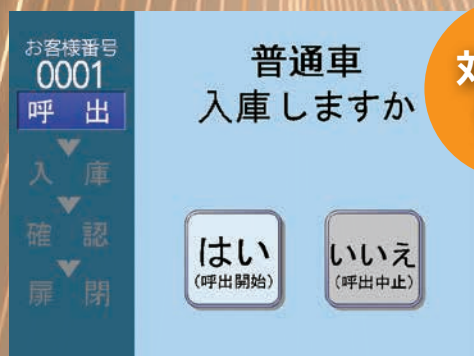 お客様番号
0001
呼 出
入 庫
確 認
扉 閉
普通車
入庫しますか
はい
(呼出開始)
いいえ
(呼出中止)